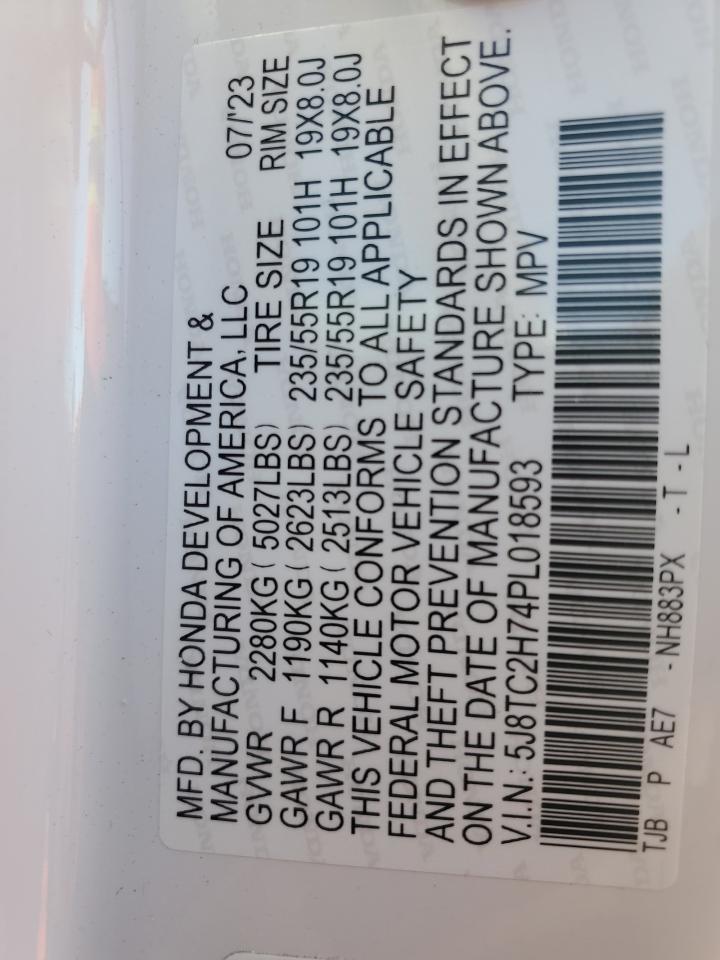 MFD. BY HONDA DEVELOPMENT &
MANUFACTURING OF AMERICA, LLC 07/'23
GVWR 2280KG ( 5027LBS) TIRE SIZE RIM SIZE
GAWR F 1190KG ( 2623LBS) 235/55R19 101H 19X8.0J
GAWR R 1140KG ( 2513LBS) 235/55R19 101H 19X8.0J
THIS VEHICLE CONFORMS TO ALL APPLICABLE
FEDERAL MOTOR VEHICLE SAFETY
AND THEFT PREVENTION STANDARDS IN EFFECT
ON THE DATE OF MANUFACTURE SHOWN ABOVE.
V.I.N.: 5J8TC2H74PL018593 TYPE: MPV
TJB P AE7 - NH883PX - T - L